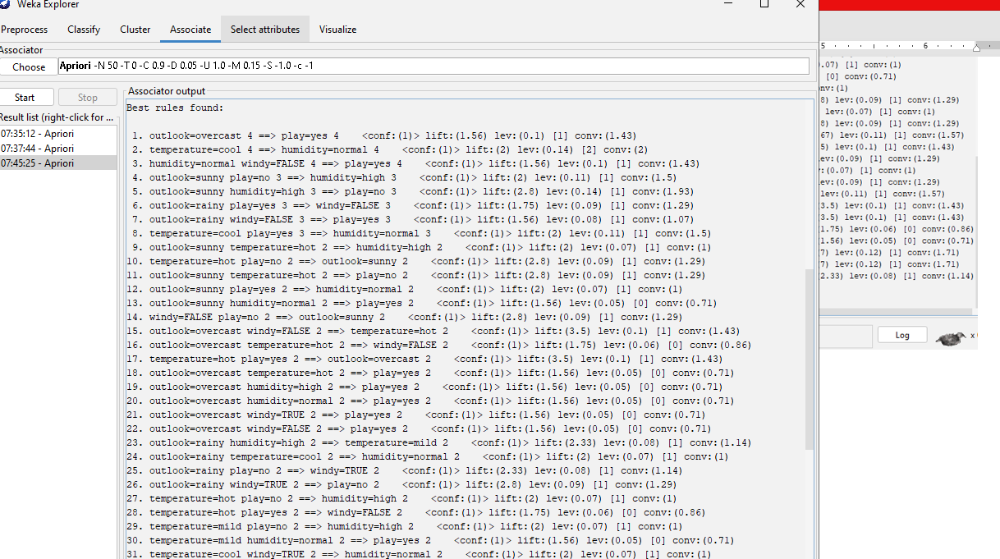 Weka Explorer
Preprocess Classify Cluster Associate Select attributes Visualize
Associator
Choose Apriori -N 50 -T 0 -C 0.9 -D 0.05 -U 1.0 -M 0.15 -S -1.0 -c -1
Start Stop
Result list (right-click for ...
07:35:12 - Apriori
07:37:44 - Apriori
07:45:25 - Apriori
Associator output
Best rules found:
1. outlook=overcast 4 ==> play=yes 4 <conf:(1)> lift:(1.56) lev:(0.1) [1] conv:(1.43)
2. temperature=cool 4 ==> humidity=normal 4 <conf:(1)> lift:(2) lev:(0.14) [2] conv:(2)
3. humidity=normal windy=FALSE 4 ==> play=yes 4 <conf:(1)> lift:(1.56) lev:(0.1) [1] conv:(1.43)
4. outlook=sunny play=no 3 ==> humidity=high 3 <conf:(1)> lift:(2) lev:(0.11) [1] conv:(1.5)
5. outlook=sunny humidity=high 3 ==> play=no 3 <conf:(1)> lift:(2.8) lev:(0.14) [1] conv:(1.93)
6. outlook=rainy play=yes 3 ==> windy=FALSE 3 <conf:(1)> lift:(1.75) lev:(0.09) [1] conv:(1.29)
7. outlook=rainy windy=FALSE 3 ==> play=yes 3 <conf:(1)> lift:(1.56) lev:(0.08) [1] conv:(1.07)
8. temperature=cool play=yes 3 ==> humidity=normal 3 <conf:(1)> lift:(2) lev:(0.11) [1] conv:(1.5)
9. outlook=sunny temperature=hot 2 ==> humidity=high 2 <conf:(1)> lift:(2) lev:(0.07) [1] conv:(1)
10. temperature=hot play=no 2 ==> outlook=sunny 2 <conf:(1)> lift:(2.8) lev:(0.09) [1] conv:(1.29)
11. outlook=sunny temperature=hot 2 ==> play=no 2 <conf:(1)> lift:(2.8) lev:(0.09) [1] conv:(1.29)
12. outlook=sunny play=yes 2 ==> humidity=normal 2 <conf:(1)> lift:(2) lev:(0.07) [1] conv:(1)
13. outlook=sunny humidity=normal 2 ==> play=yes 2 <conf:(1)> lift:(1.56) lev:(0.05) [0] conv:(0.71)
14. windy=FALSE play=no 2 ==> outlook=sunny 2 <conf:(1)> lift:(2.8) lev:(0.09) [1] conv:(1.29)
15. outlook=overcast windy=FALSE 2 ==> temperature=hot 2 <conf:(1)> lift:(3.5) lev:(0.1) [1] conv:(1.43)
16. outlook=overcast temperature=hot 2 ==> windy=FALSE 2 <conf:(1)> lift:(1.75) lev:(0.06) [0] conv:(0.86)
17. temperature=hot play=yes 2 ==> outlook=overcast 2 <conf:(1)> lift:(3.5) lev:(0.1) [1] conv:(1.43)
18. outlook=overcast temperature=hot 2 ==> play=yes 2 <conf:(1)> lift:(1.56) lev:(0.05) [0] conv:(0.71)
19. outlook=overcast humidity=high 2 ==> play=yes 2 <conf:(1)> lift:(1.56) lev:(0.05) [0] conv:(0.71)
20. outlook=overcast humidity=normal 2 ==> play=yes 2 <conf:(1)> lift:(1.56) lev:(0.05) [0] conv:(0.71)
21. outlook=overcast windy=TRUE 2 ==> play=yes 2 <conf:(1)> lift:(1.56) lev:(0.05) [0] conv:(0.71)
22. outlook=overcast windy=FALSE 2 ==> play=yes 2 <conf:(1)> lift:(1.56) lev:(0.05) [0] conv:(0.71)
23. outlook=rainy humidity=high 2 ==> temperature=mild 2 <conf:(1)> lift:(2.33) lev:(0.08) [1] conv:(1.14)
24. outlook=rainy temperature=cool 2 ==> humidity=normal 2 <conf:(1)> lift:(2) lev:(0.07) [1] conv:(1)
25. outlook=rainy play=no 2 ==> windy=TRUE 2 <conf:(1)> lift:(2.33) lev:(0.08) [1] conv:(1.14)
26. outlook=rainy windy=TRUE 2 ==> play=no 2 <conf:(1)> lift:(2.8) lev:(0.09) [1] conv:(1.29)
27. temperature=hot play=no 2 ==> humidity=high 2 <conf:(1)> lift:(2) lev:(0.07) [1] conv:(1)
28. temperature=hot play=yes 2 ==> windy=FALSE 2 <conf:(1)> lift:(1.75) lev:(0.06) [0] conv:(0.86)
29. temperature=mild play=no 2 ==> humidity=high 2 <conf:(1)> lift:(2) lev:(0.07) [1] conv:(1)
30. temperature=mild humidity=normal 2 ==> play=yes 2 <conf:(1)> lift:(1.56) lev:(0.05) [0] conv:(0.71)
31. temperature=cool windy=TRUE 2 ==> humidity=normal 2 <conf:(1)> lift:(2) lev:(0.07) [1] conv:(1)
5 6
.07) [1] conv:(1)
[0] conv:(0.71)
nv:(1)
8) lev:(0.09) [1] conv:(1.29)
lev:(0.07) [1] conv:(1)
8) lev:(0.09) [1] conv:(1.29)
67) lev:(0.11) [1] conv:(1.57)
5) lev:(0.1) [1] conv:(1.43)
ev:(0.09) [1] conv:(1.29)
:(0.07) [1] conv:(1)
ev:(0.09) [1] conv:(1.29)
lev:(0.11) [1] conv:(1.57)
3.5) lev:(0.1) [1] conv:(1.43)
3.5) lev:(0.1) [1] conv:(1.43)
1.75) lev:(0.06) [0] conv:(0.86)
1.56) lev:(0.05) [0] conv:(0.71)
7) lev:(0.12) [1] conv:(1.71)
7) lev:(0.12) [1] conv:(1.71)
2.33) lev:(0.08) [1] conv:(1.14)
Log x